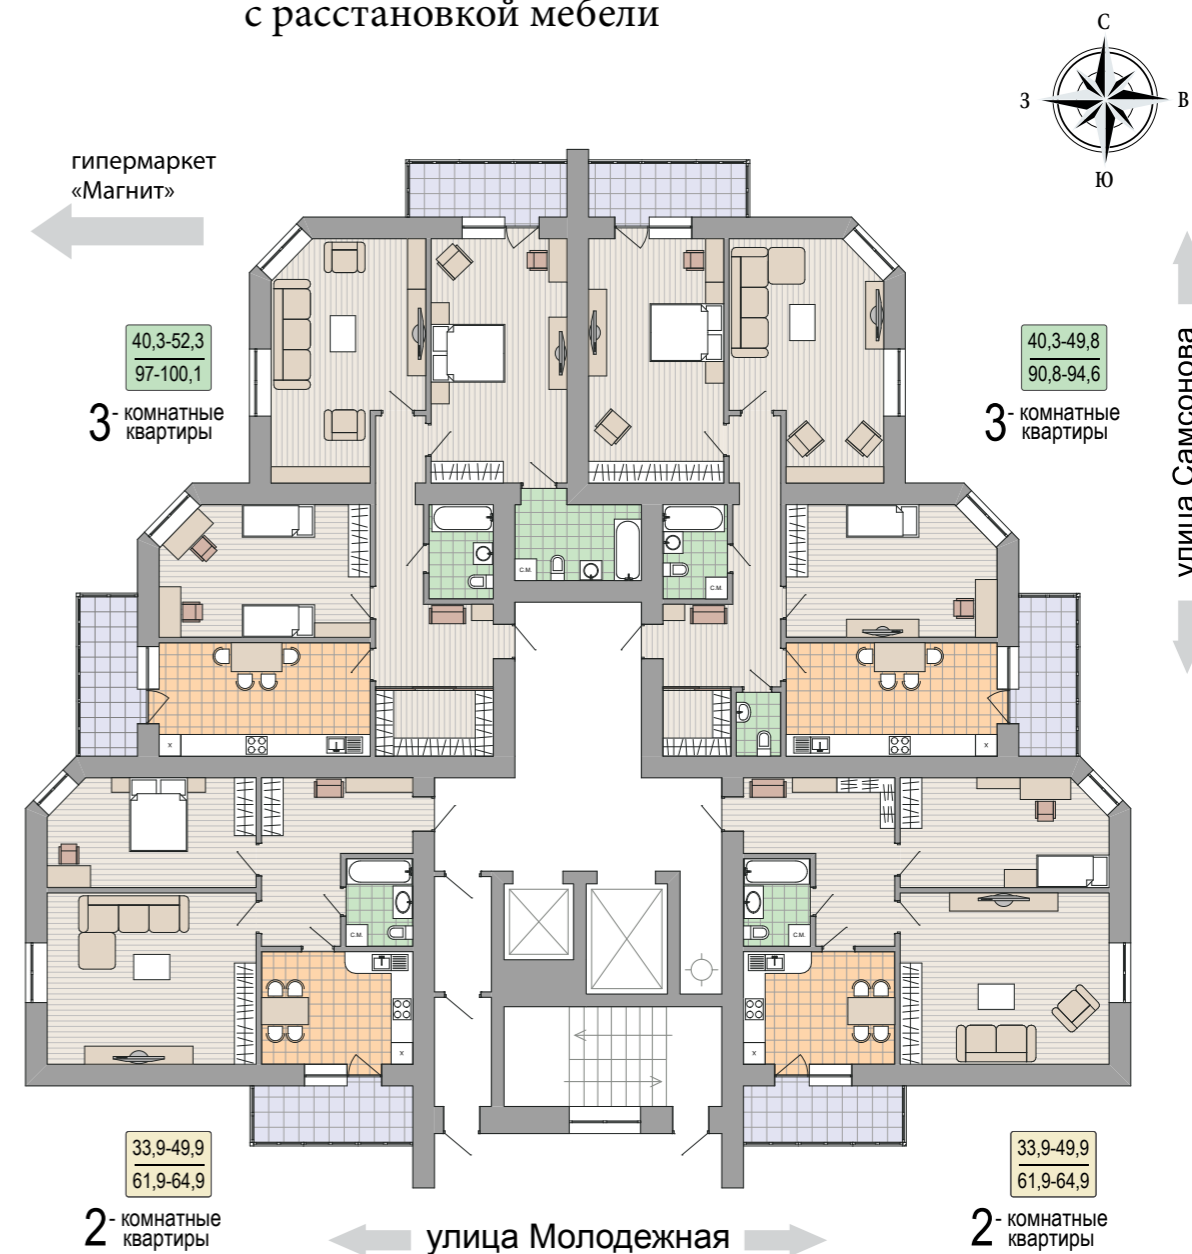 с расстановкой мебели
С
З
В
Ю
гипермаркет
«Магнит»
40,3-52,3
97-100,1
3- комнатные
квартиры
40,3-49,8
90,8-94,6
3- комнатные
квартиры
улица Самсонова
С.М.
С.М.
х
х
С.М.
С.М.
х
х
33,9-49,9
61,9-64,9
2- комнатные
квартиры
33,9-49,9
61,9-64,9
2- комнатные
квартиры
улица Молодежная